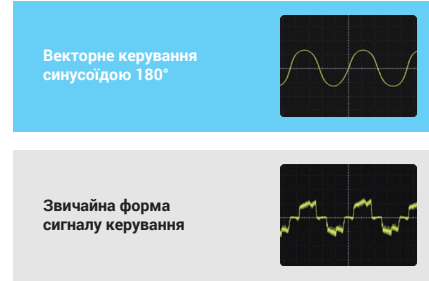 Векторне керування
синусоїдою 180°
Звичайна форма
сигналу керування